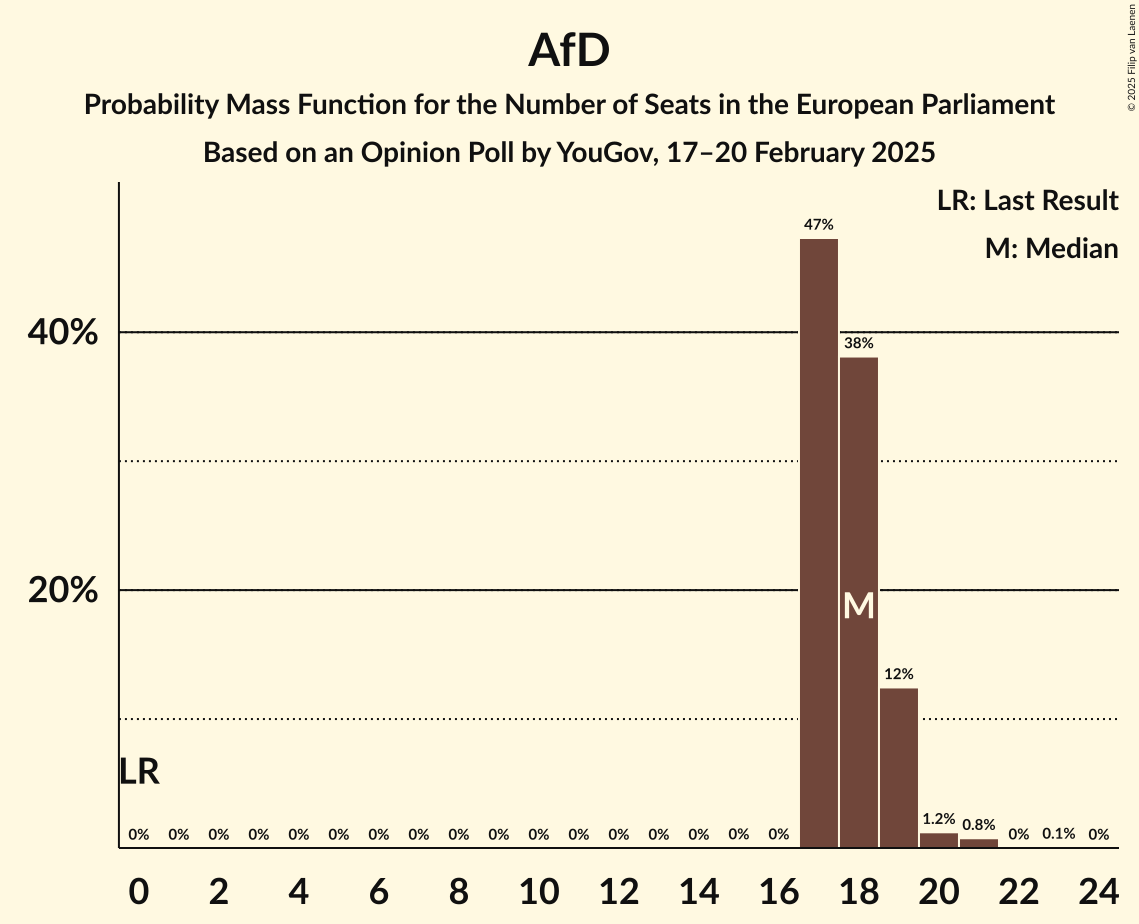 AfD
Probability Mass Function for the Number of Seats in the European Parliament
Based on an Opinion Poll by YouGov, 17–20 February 2025
© 2025 Filip van Laenen
LR: Last Result
M: Median
47%
40%
38%
20%
M
12%
LR
0% 0% 0% 0% 0% 0% 0% 0% 0% 0% 0% 0% 0% 0% 0% 0% 0% 1.2% 0.8% 0% 0.1% 0%
0 2 4 6 8 10 12 14 16 18 20 22 24